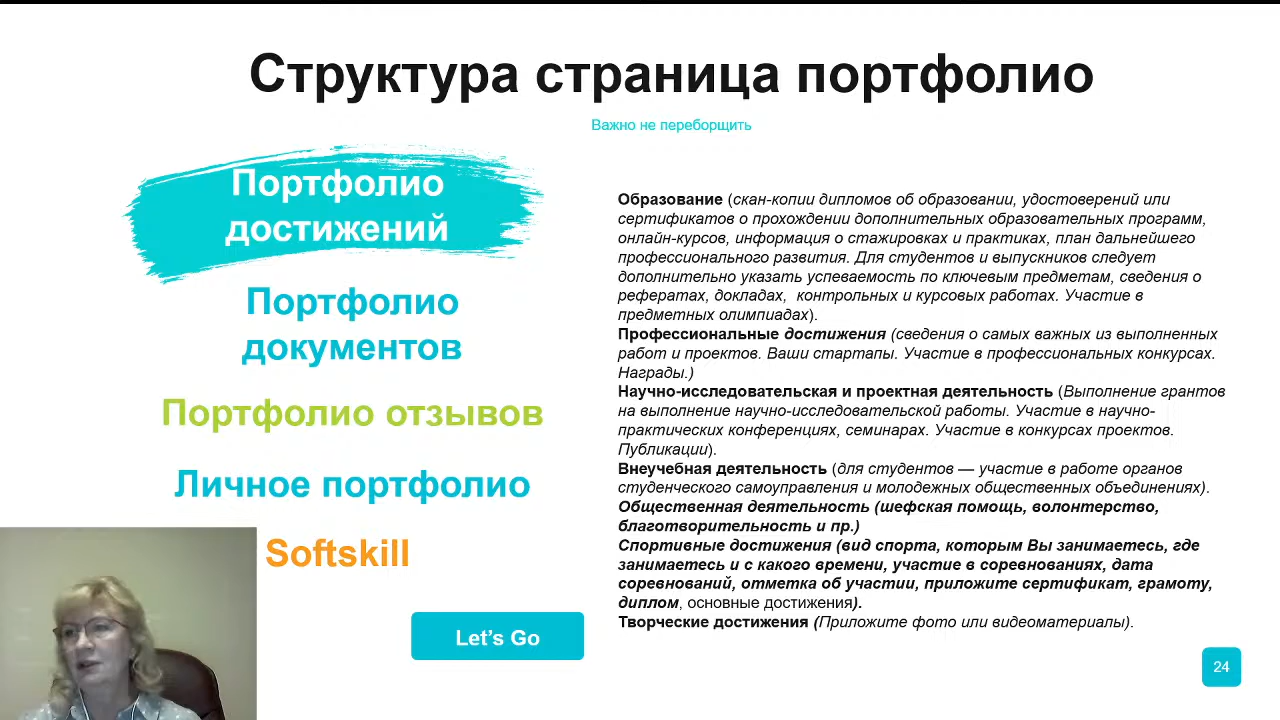 Структура страница портфолио
Важно не переборщить
Портфолио
достижений
Портфолио
документов
Портфолио отзывов
Личное портфолио
Softskill
Let's Go
Образование (скан-копии дипломов об образовании, удостоверений или
сертификатов о прохождении дополнительных образовательных программ,
онлайн-курсов, информация о стажировках и практиках, план дальнейшего
профессионального развития. Для студентов и выпускников следует
дополнительно указать успеваемость по ключевым предметам, сведения о
рефератах, докладах, контрольных и курсовых работах. Участие в
предметных олимпиадах).
Профессиональные достижения (сведения о самых важных из выполненных
работ и проектов. Ваши стартапы. Участие в профессиональных конкурсах.
Награды.)
Научно-исследовательская и проектная деятельность (Выполнение грантов
на выполнение научно-исследовательской работы. Участие в научно-
практических конференциях, семинарах. Участие в конкурсах проектов.
Публикации).
Внеучебная деятельность (для студентов — участие в работе органов
студенческого самоуправления и молодежных общественных объединениях).
Общественная деятельность (шефская помощь, волонтерство,
благотворительность и пр.)
Спортивные достижения (вид спорта, которым Вы занимаетесь, где
занимаетесь и с какого времени, участие в соревнованиях, дата
соревнований, отметка об участии, приложите сертификат, грамоту,
диплом, основные достижения).
Творческие достижения (Приложите фото или видеоматериалы).
24